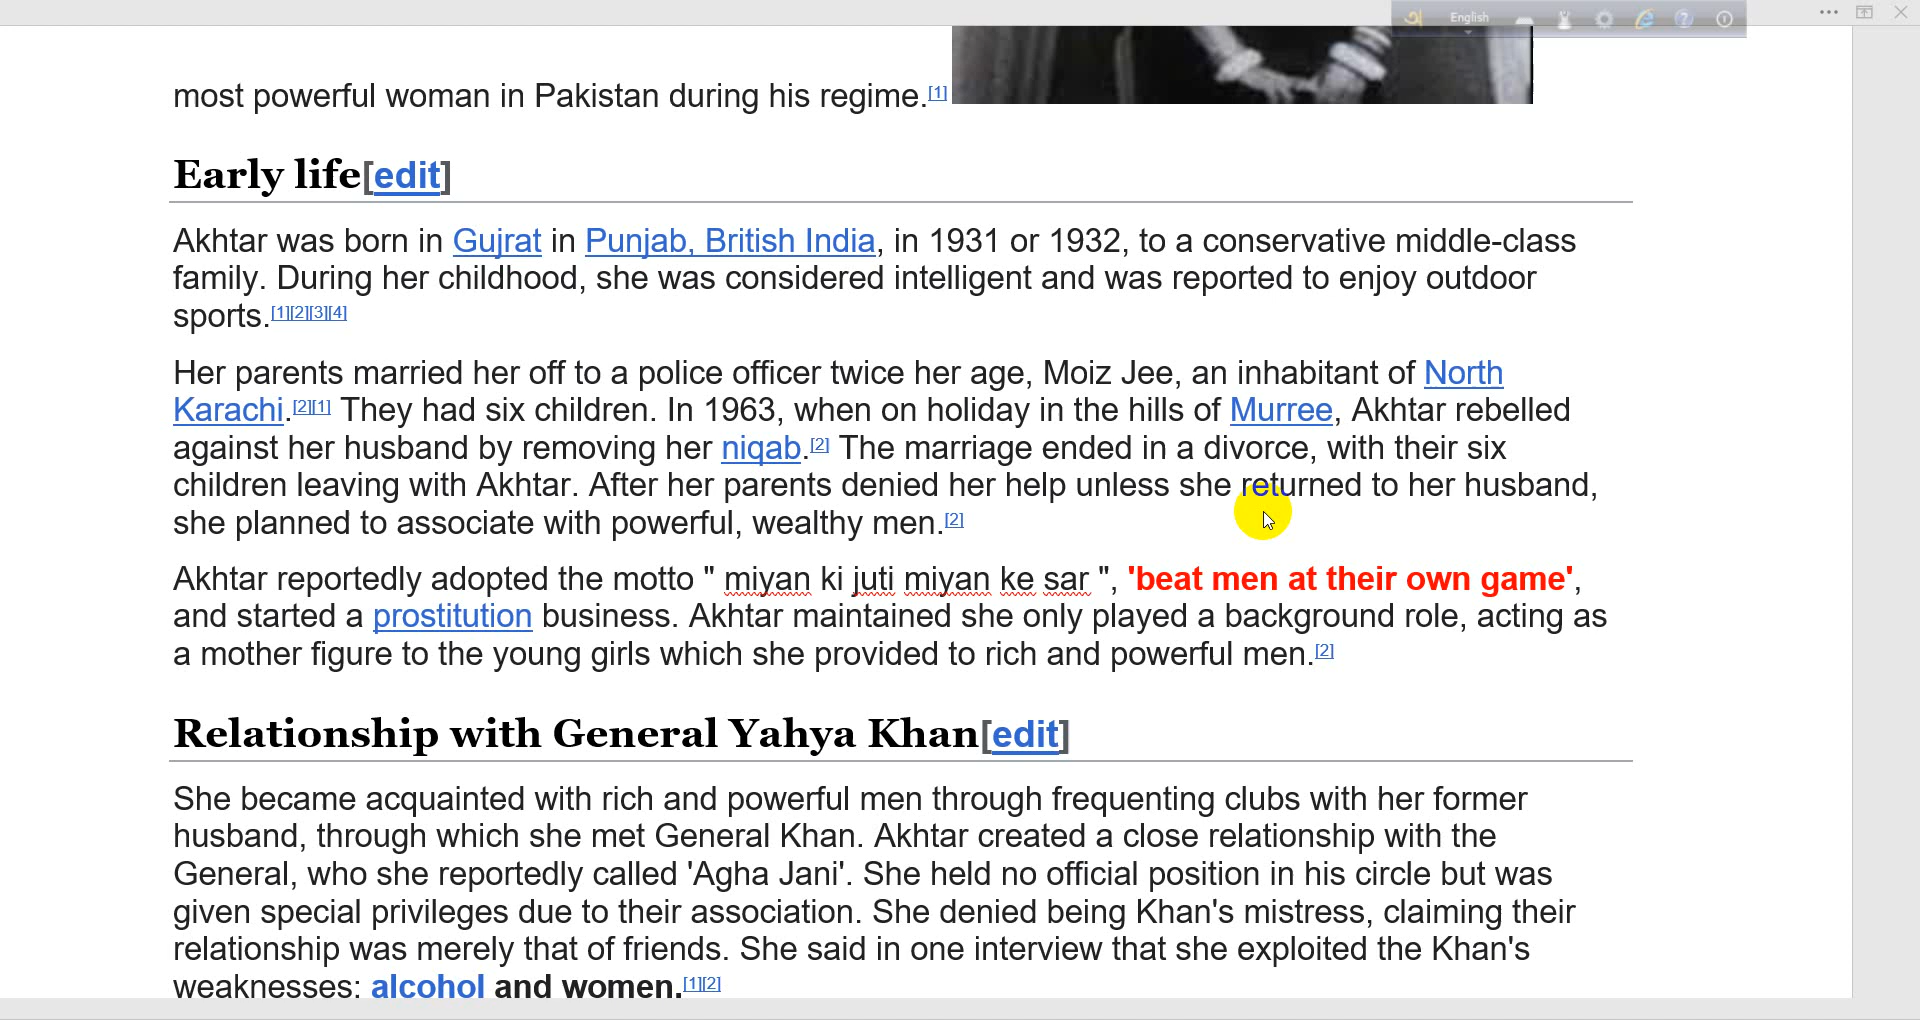 English
most powerful woman in Pakistan during his regime.[1]
Early life[edit]
Akhtar was born in Gujrat in Punjab, British India, in 1931 or 1932, to a conservative middle-class
family. During her childhood, she was considered intelligent and was reported to enjoy outdoor
sports.[1][2][3][4]
Her parents married her off to a police officer twice her age, Moiz Jee, an inhabitant of North
Karachi.[2][1] They had six children. In 1963, when on holiday in the hills of Murree, Akhtar rebelled
against her husband by removing her niqab.[2] The marriage ended in a divorce, with their six
children leaving with Akhtar. After her parents denied her help unless she returned to her husband,
she planned to associate with powerful, wealthy men.[2]
Akhtar reportedly adopted the motto " miyan ki juti miyan ke sar ", 'beat men at their own game',
and started a prostitution business. Akhtar maintained she only played a background role, acting as
a mother figure to the young girls which she provided to rich and powerful men.[2]
Relationship with General Yahya Khan[edit]
She became acquainted with rich and powerful men through frequenting clubs with her former
husband, through which she met General Khan. Akhtar created a close relationship with the
General, who she reportedly called 'Agha Jani'. She held no official position in his circle but was
given special privileges due to their association. She denied being Khan's mistress, claiming their
relationship was merely that of friends. She said in one interview that she exploited the Khan's
weaknesses: alcohol and women.[1][2]